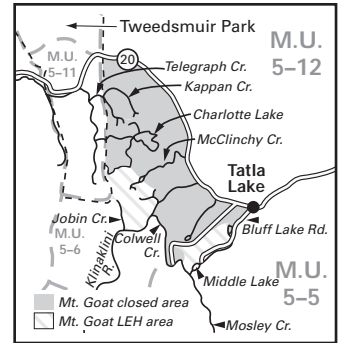 Tweedsmuir Park
M.U.
5-11
20
M.U.
5–12
Telegraph Cr.
Kappan Cr.
Charlotte Lake
McClinchy Cr.
Tatla
Lake
Jobin Cr.
M.U.
5-6
Klinaklini
R.
Colwell
Cr.
Bluff Lake Rd.
Middle Lake
M.U.
5-5
Mt. Goat closed area
Mt. Goat LEH area
Mosley Cr.